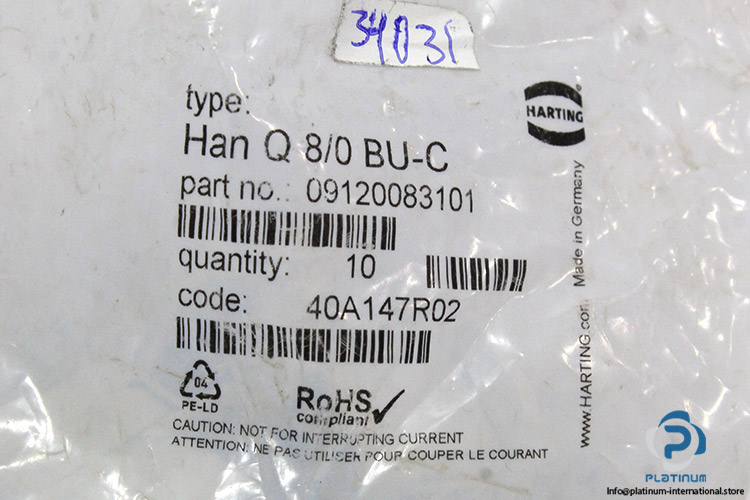 34031
type:
HARTING
Han Q 8/0 BU-C
part no.: 09120083101
quantity: 10
code: 40A147R02
04
PE-LD
RoHS
compliant
CAUTION: NOT FOR INTERRUPTING CURRENT
ATTENTION: NE PAS UTILISER POUR COUPER LE COURANT
www.HARTING.com Made in Germany
PLATINUM
Info@platinum-international.store